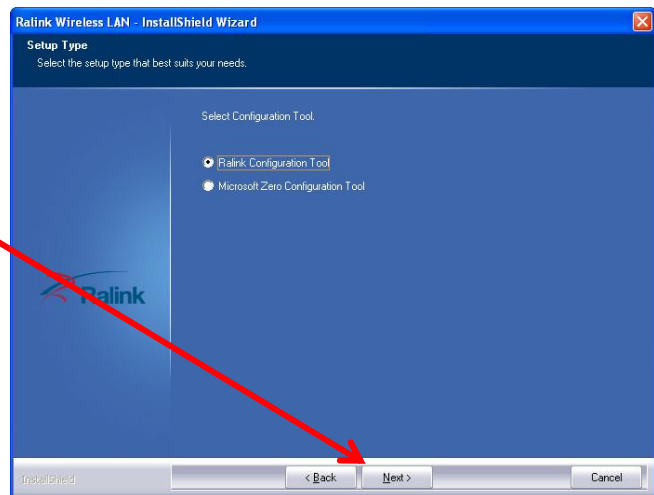 Ralink Wireless LAN - InstallShield Wizard
Setup Type
Select the setup type that best suits your needs.
Select Configuration Tool.
Ralink Configuration Tool
Microsoft Zero Configuration Tool
Ralink
InstallShield
< Back
Next >
Cancel